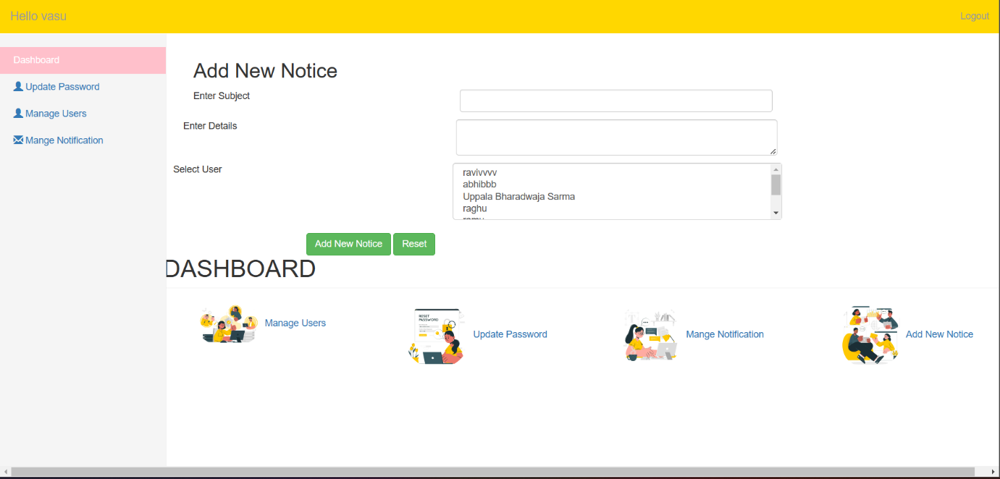 Hello vasu
Logout
Dashboard
Update Password
Manage Users
Mange Notification
Add New Notice
Enter Subject
Enter Details
Select User
ravivvvv
abhibbb
Uppala Bharadwaja Sarma
raghu
Add New Notice
Reset
DASHBOARD
Manage Users
RESET
PASSWORD
Update Password
Mange Notification
Add New Notice